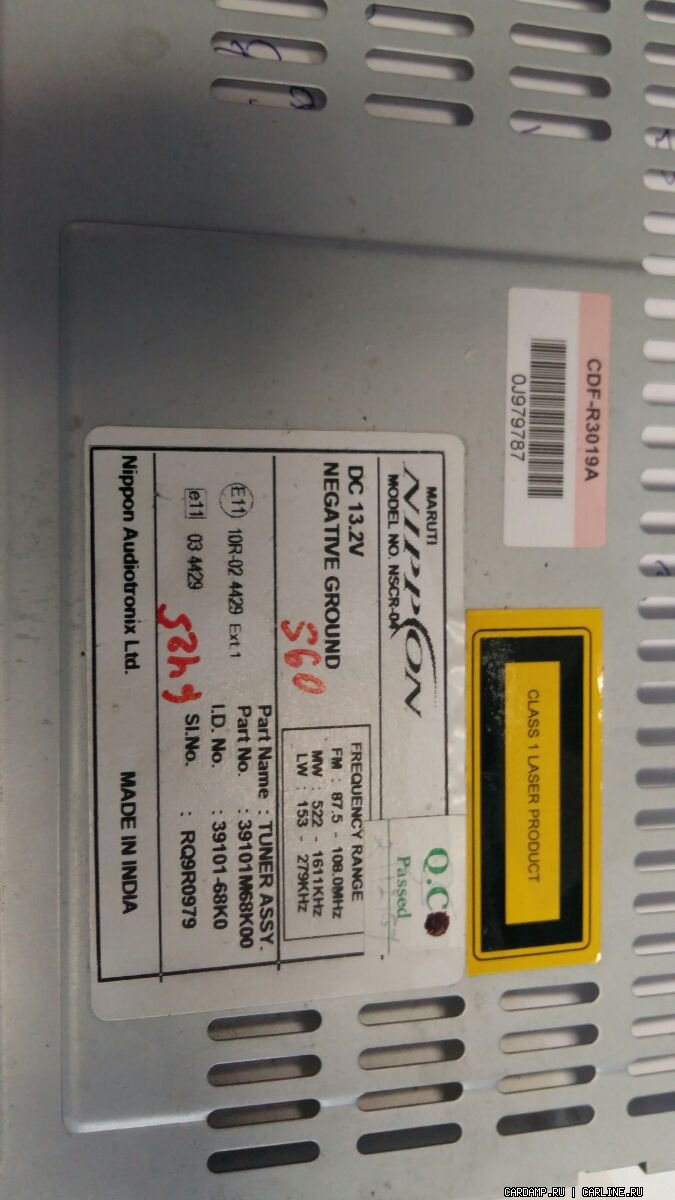 CDF-R3019A
0J979787
CLASS 1 LASER PRODUCT
MARUTI
NIPPON
MODEL NO. NSCR-04
Q.C
Passed
DC 13.2V
NEGATIVE GROUND
S60
FREQUENCY RANGE
FM : 87.5 - 108.0MHz
MW : 522 - 1611KHz
LW : 153 - 279KHz
E11 10R-02 4429 Ext.1
e11 03 4429
Part Name : TUNER ASSY.
Part No. : 39101M68K00
I.D. No. : 39101-68K0
Sl.No. : RQ9R0979
Nippon Audiotronix Ltd. MADE IN INDIA
CARDAMP.RU | CARLINE.RU